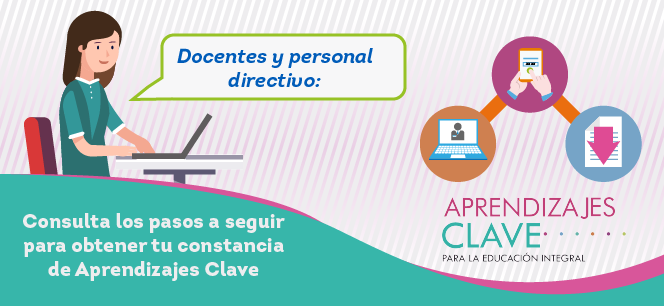 Docentes y personal
directivo:
Consulta los pasos a seguir
para obtener tu constancia
de Aprendizajes Clave
APRENDIZAJES
CLAVE
PARA LA EDUCACIÓN INTEGRAL